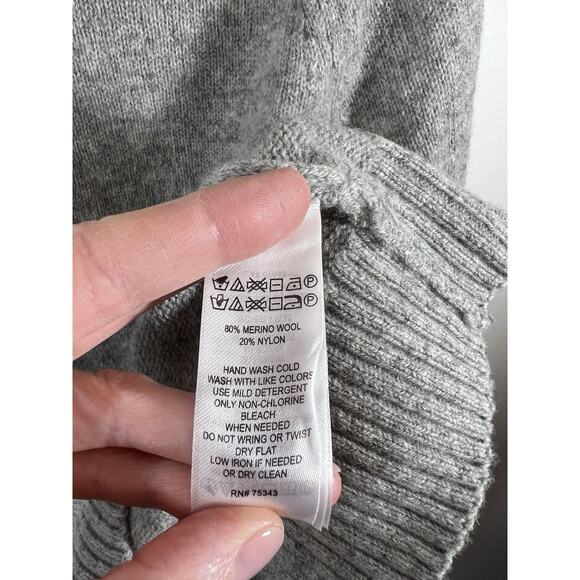 80% MERINO WOOL
20% NYLON
HAND WASH COLD
WASH WITH LIKE COLORS
USE MILD DETERGENT
ONLY NON-CHLORINE
BLEACH
WHEN NEEDED
DO NOT WRING OR TWIST
DRY FLAT
LOW IRON IF NEEDED
OR DRY CLEAN
RN# 75343